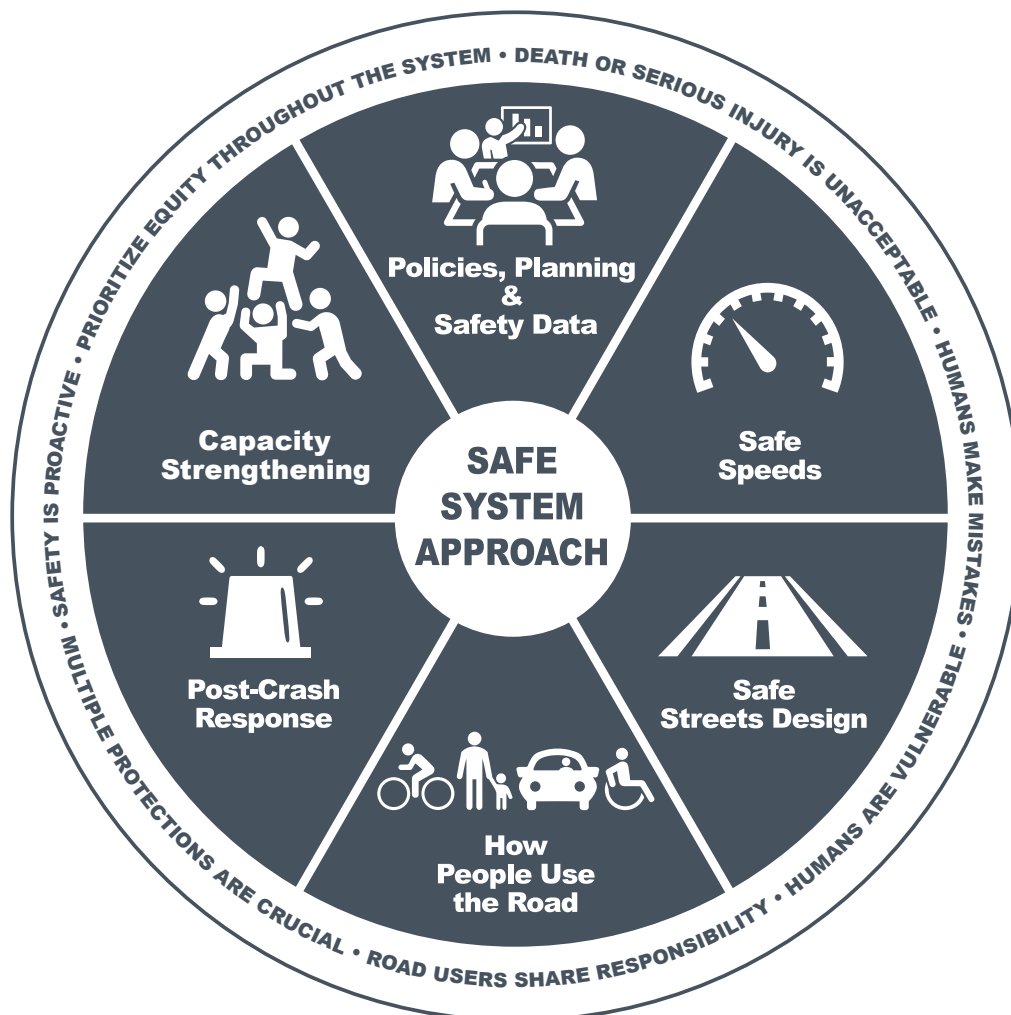 PRIORITIZE EQUITY THROUGHOUT THE SYSTEM • DEATH OR SERIOUS INJURY IS UNACCEPTABLE • HUMANS MAKE MISTAKES • HUMANS ARE VULNERABLE • ROAD USERS SHARE RESPONSIBILITY • MULTIPLE PROTECTIONS ARE CRUCIAL • SAFETY IS PROACTIVE •
Policies, Planning
&
Safety Data
Safe
Speeds
Safe
Streets Design
How
People Use
the Road
Post-Crash
Response
Capacity
Strengthening
SAFE
SYSTEM
APPROACH